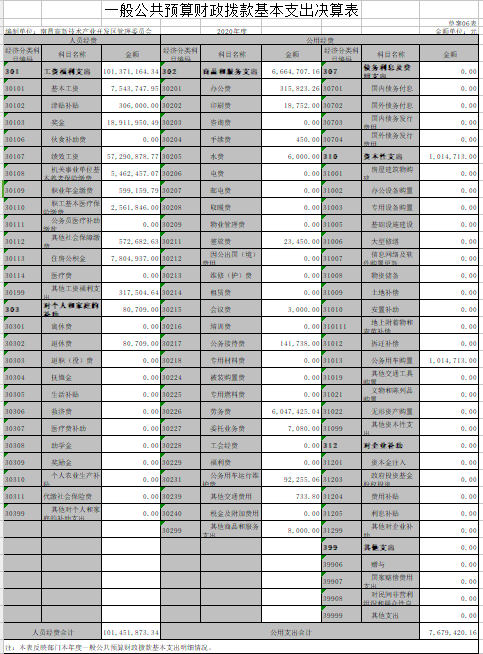 一般公共预算财政拨款基本支出决算表
草案06表
编制单位：南昌高新技术产业开发区管理委员会 2020年度 金额单位：元
人员经费 公用经费
经济分类科目编码 科目名称 金额 经济分类科目编码 科目名称 金额 经济分类科目编码 科目名称 金额
301 工资福利支出 101,371,164.34 302 商品和服务支出 6,664,707.16 307 债务利息及费用支出 0.00
30101 基本工资 7,543,747.95 30201 办公费 315,823.26 30701 国内债务付息 0.00
30102 津贴补贴 306,000.00 30202 印刷费 18,752.00 30702 国外债务付息 0.00
30103 奖金 18,911,950.49 30203 咨询费 0.00 30703 国内债务发行费用 0.00
30106 伙食补助费 0.00 30204 手续费 450.00 30704 国外债务发行费用 0.00
30107 绩效工资 57,290,878.77 30205 水费 6,000.00 310 资本性支出 1,014,713.00
30108 机关事业单位基本养老保险缴费 5,462,457.07 30206 电费 0.00 31001 房屋建筑物购建 0.00
30109 职业年金缴费 599,159.79 30207 邮电费 0.00 31002 办公设备购置 0.00
30110 职工基本医疗保险缴费 2,561,846.00 30208 取暖费 0.00 31003 专用设备购置 0.00
30111 公务员医疗补助缴费 0.00 30209 物业管理费 0.00 31005 基础设施建设 0.00
30112 其他社会保障缴费 572,682.63 30211 差旅费 23,450.00 31006 大型修缮 0.00
30113 住房公积金 7,804,937.00 30212 因公出国（境）费用 0.00 31007 信息网络及软件购置更新 0.00
30114 医疗费 0.00 30213 维修（护）费 0.00 31008 物资储备 0.00
30199 其他工资福利支出 317,504.64 30214 租赁费 0.00 31009 土地补偿 0.00
303 对个人和家庭的补助 80,709.00 30215 会议费 3,000.00 31010 安置补助 0.00
30301 离休费 0.00 30216 培训费 0.00 310111 地上附着物和青苗补偿 0.00
30302 退休费 80,709.00 30217 公务接待费 141,738.00 31012 拆迁补偿 0.00
30303 退职（役）费 0.00 30218 专用材料费 0.00 31013 公务用车购置 1,014,713.00
30304 抚恤金 0.00 30224 被装购置费 0.00 31019 其他交通工具购置 0.00
30305 生活补贴 0.00 30225 专用燃料费 0.00 31021 文物和陈列品购置 0.00
30306 救济费 0.00 30226 劳务费 6,047,425.04 31022 无形资产购置 0.00
30307 医疗费补助 0.00 30227 委托业务费 7,080.00 31099 其他资本性支出 0.00
30308 助学金 0.00 30228 工会经费 0.00 312 对企业补助 0.00
30309 奖励金 0.00 30229 福利费 0.00 31201 资本金注入 0.00
30310 个人农业生产补贴 0.00 30231 公务用车运行维护费 92,255.06 31203 政府投资基金股权投资 0.00
30311 代缴社会保险费 0.00 30239 其他交通费用 733.80 31204 费用补贴 0.00
30399 其他对个人和家庭的补助支出 0.00 30240 税金及附加费用 0.00 31205 利息补贴 0.00
30299 其他商品和服务支出 8,000.00 31299 其他对企业补助 0.00
399 其他支出 0.00
39906 赠与 0.00
39907 国家赔偿费用支出 0.00
39908 对民间非营利组织和群众性自 0.00
39999 其他支出 0.00
人员经费合计 101,451,873.34 公用支出合计 7,679,420.16
注：本表反映部门本年度一般公共预算财政拨款基本支出明细情况。